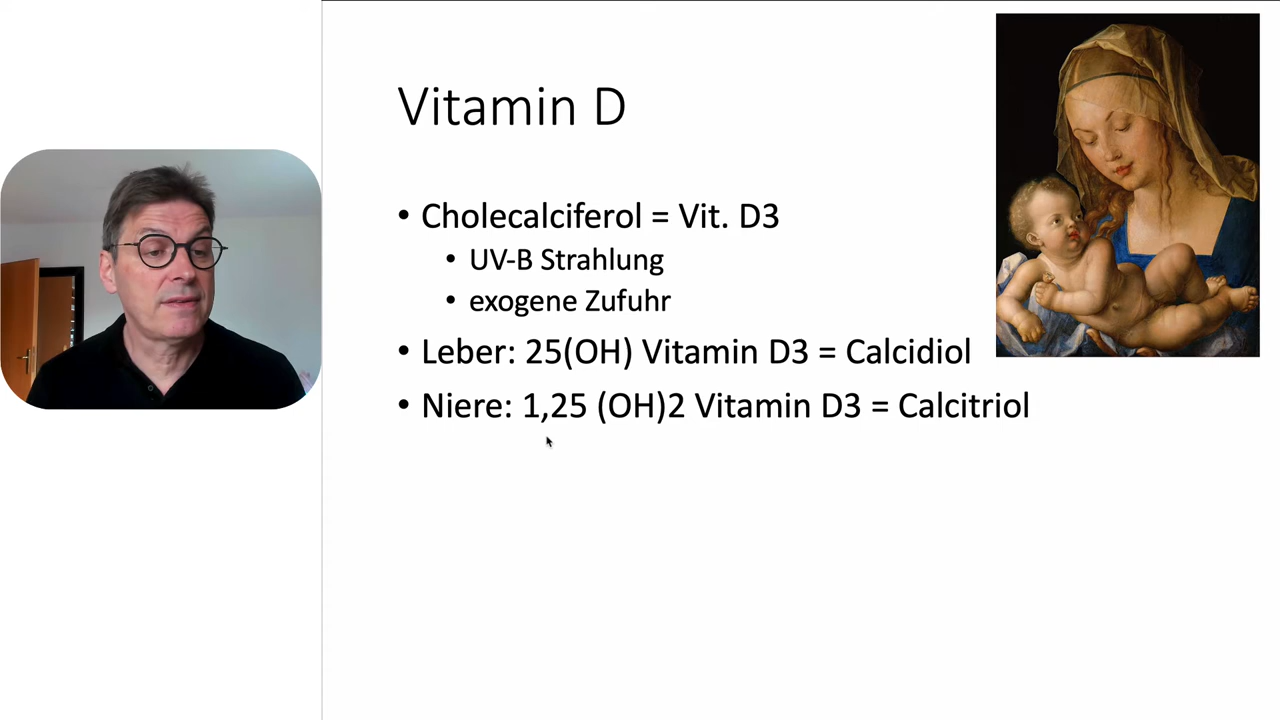 Vitamin D
• Cholecalciferol = Vit. D3
• UV-B Strahlung
• exogene Zufuhr
• Leber: 25(OH) Vitamin D3 = Calcidiol
• Niere: 1,25 (OH)2 Vitamin D3 = Calcitriol